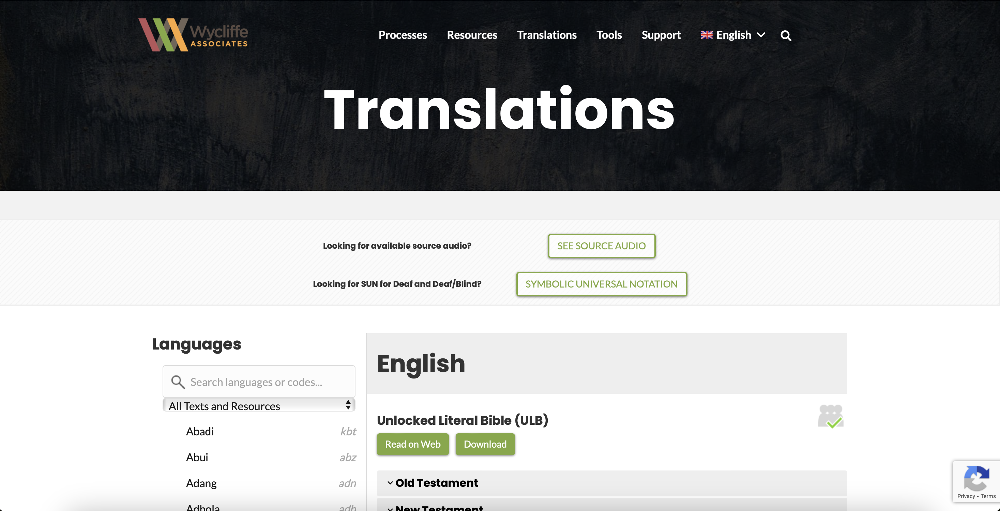 Wycliffe
ASSOCIATES
Processes Resources Translations Tools Support English
Translations
Looking for available source audio? SEE SOURCE AUDIO
Looking for SUN for Deaf and Deaf/Blind? SYMBOLIC UNIVERSAL NOTATION
Languages
Search languages or codes...
All Texts and Resources
Abadi kbt
Abui abz
Adang adn
Adhola adh
English
Unlocked Literal Bible (ULB)
Read on Web Download
Old Testament
New Testament
Privacy - Terms